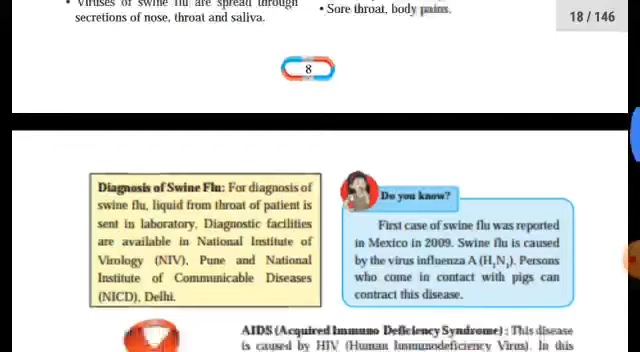 • Viruses of swine flu are spread through
secretions of nose, throat and saliva.
• Sore throat, body pains.
18 / 146
8
Diagnosis of Swine Flu: For diagnosis of
swine flu, liquid from throat of patient is
sent in laboratory. Diagnostic facilities
are available in National Institute of
Virology (NIV), Pune and National
Institute of Communicable Diseases
(NICD), Delhi.
Do you know?
First case of swine flu was reported
in Mexico in 2009. Swine flu is caused
by the virus influenza A (H₁N₁). Persons
who come in contact with pigs can
contract this disease.
AIDS (Acquired Immuno Deficiency Syndrome) : This disease
is caused by HIV (Human Immunodeficiency Virus). In this